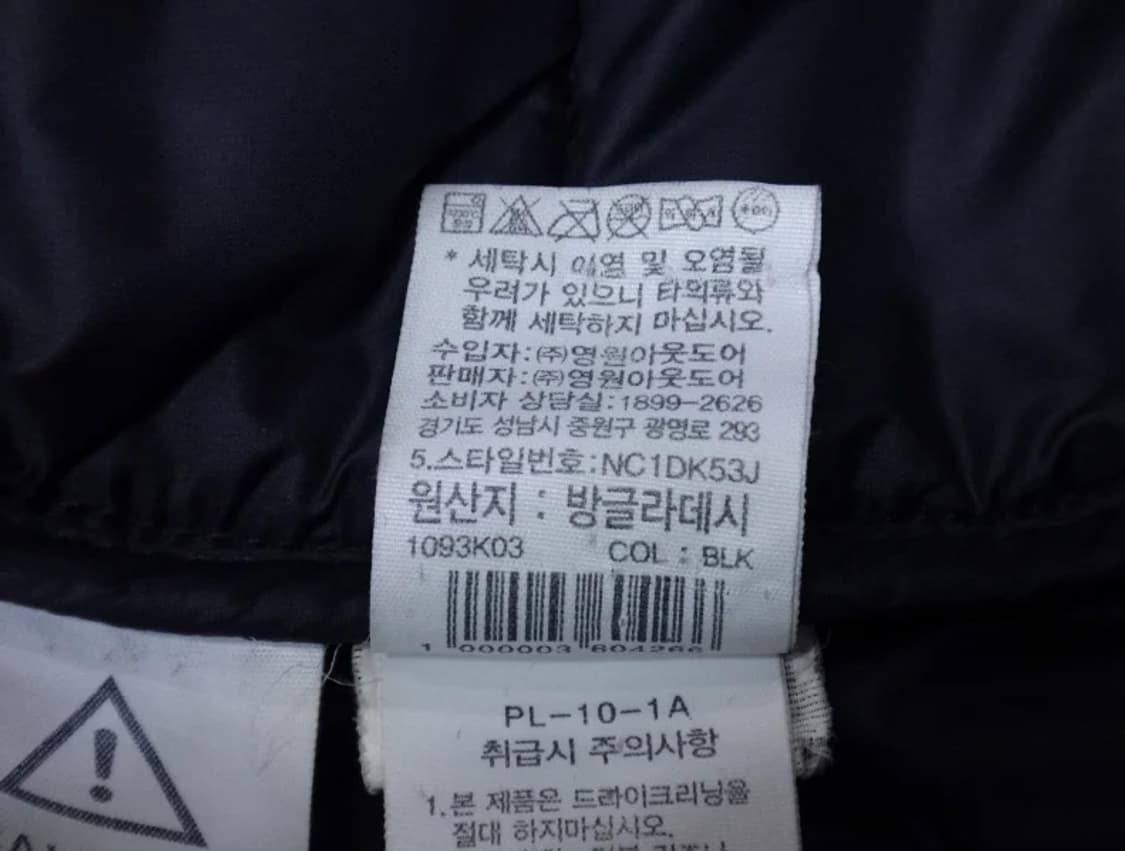 * 세탁시 이염 및 오염될
우려가 있으니 타의류와
함께 세탁하지 마십시오.
수입자:㈜영원아웃도어
판매자:㈜영원아웃도어
소비자 상담실:1899-2626
경기도 성남시 중원구 광명로 293
5.스타일번호:NC1DK53J
원산지 : 방글라데시
1093K03 COL : BLK
1 000003 604266
PL-10-1A
취급시 주의사항
1.본 제품은 드라이크리닝을
절대 하지마십시오.